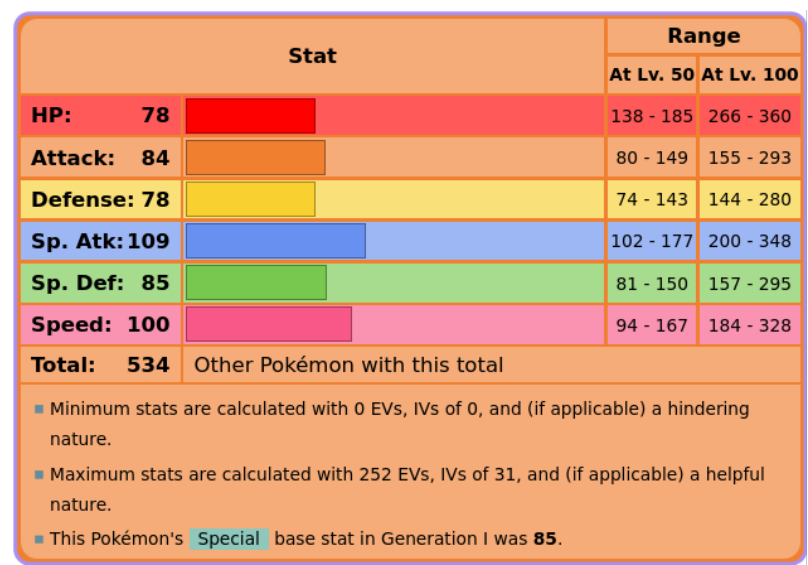 Stat
Range
At Lv. 50 At Lv. 100
HP: 78 138 - 185 266 - 360
Attack: 84 80 - 149 155 - 293
Defense: 78 74 - 143 144 - 280
Sp. Atk: 109 102 - 177 200 - 348
Sp. Def: 85 81 - 150 157 - 295
Speed: 100 94 - 167 184 - 328
Total: 534 Other Pokémon with this total
Minimum stats are calculated with 0 EVs, IVs of 0, and (if applicable) a hindering
nature.
Maximum stats are calculated with 252 EVs, IVs of 31, and (if applicable) a helpful
nature.
This Pokémon's Special base stat in Generation I was 85.